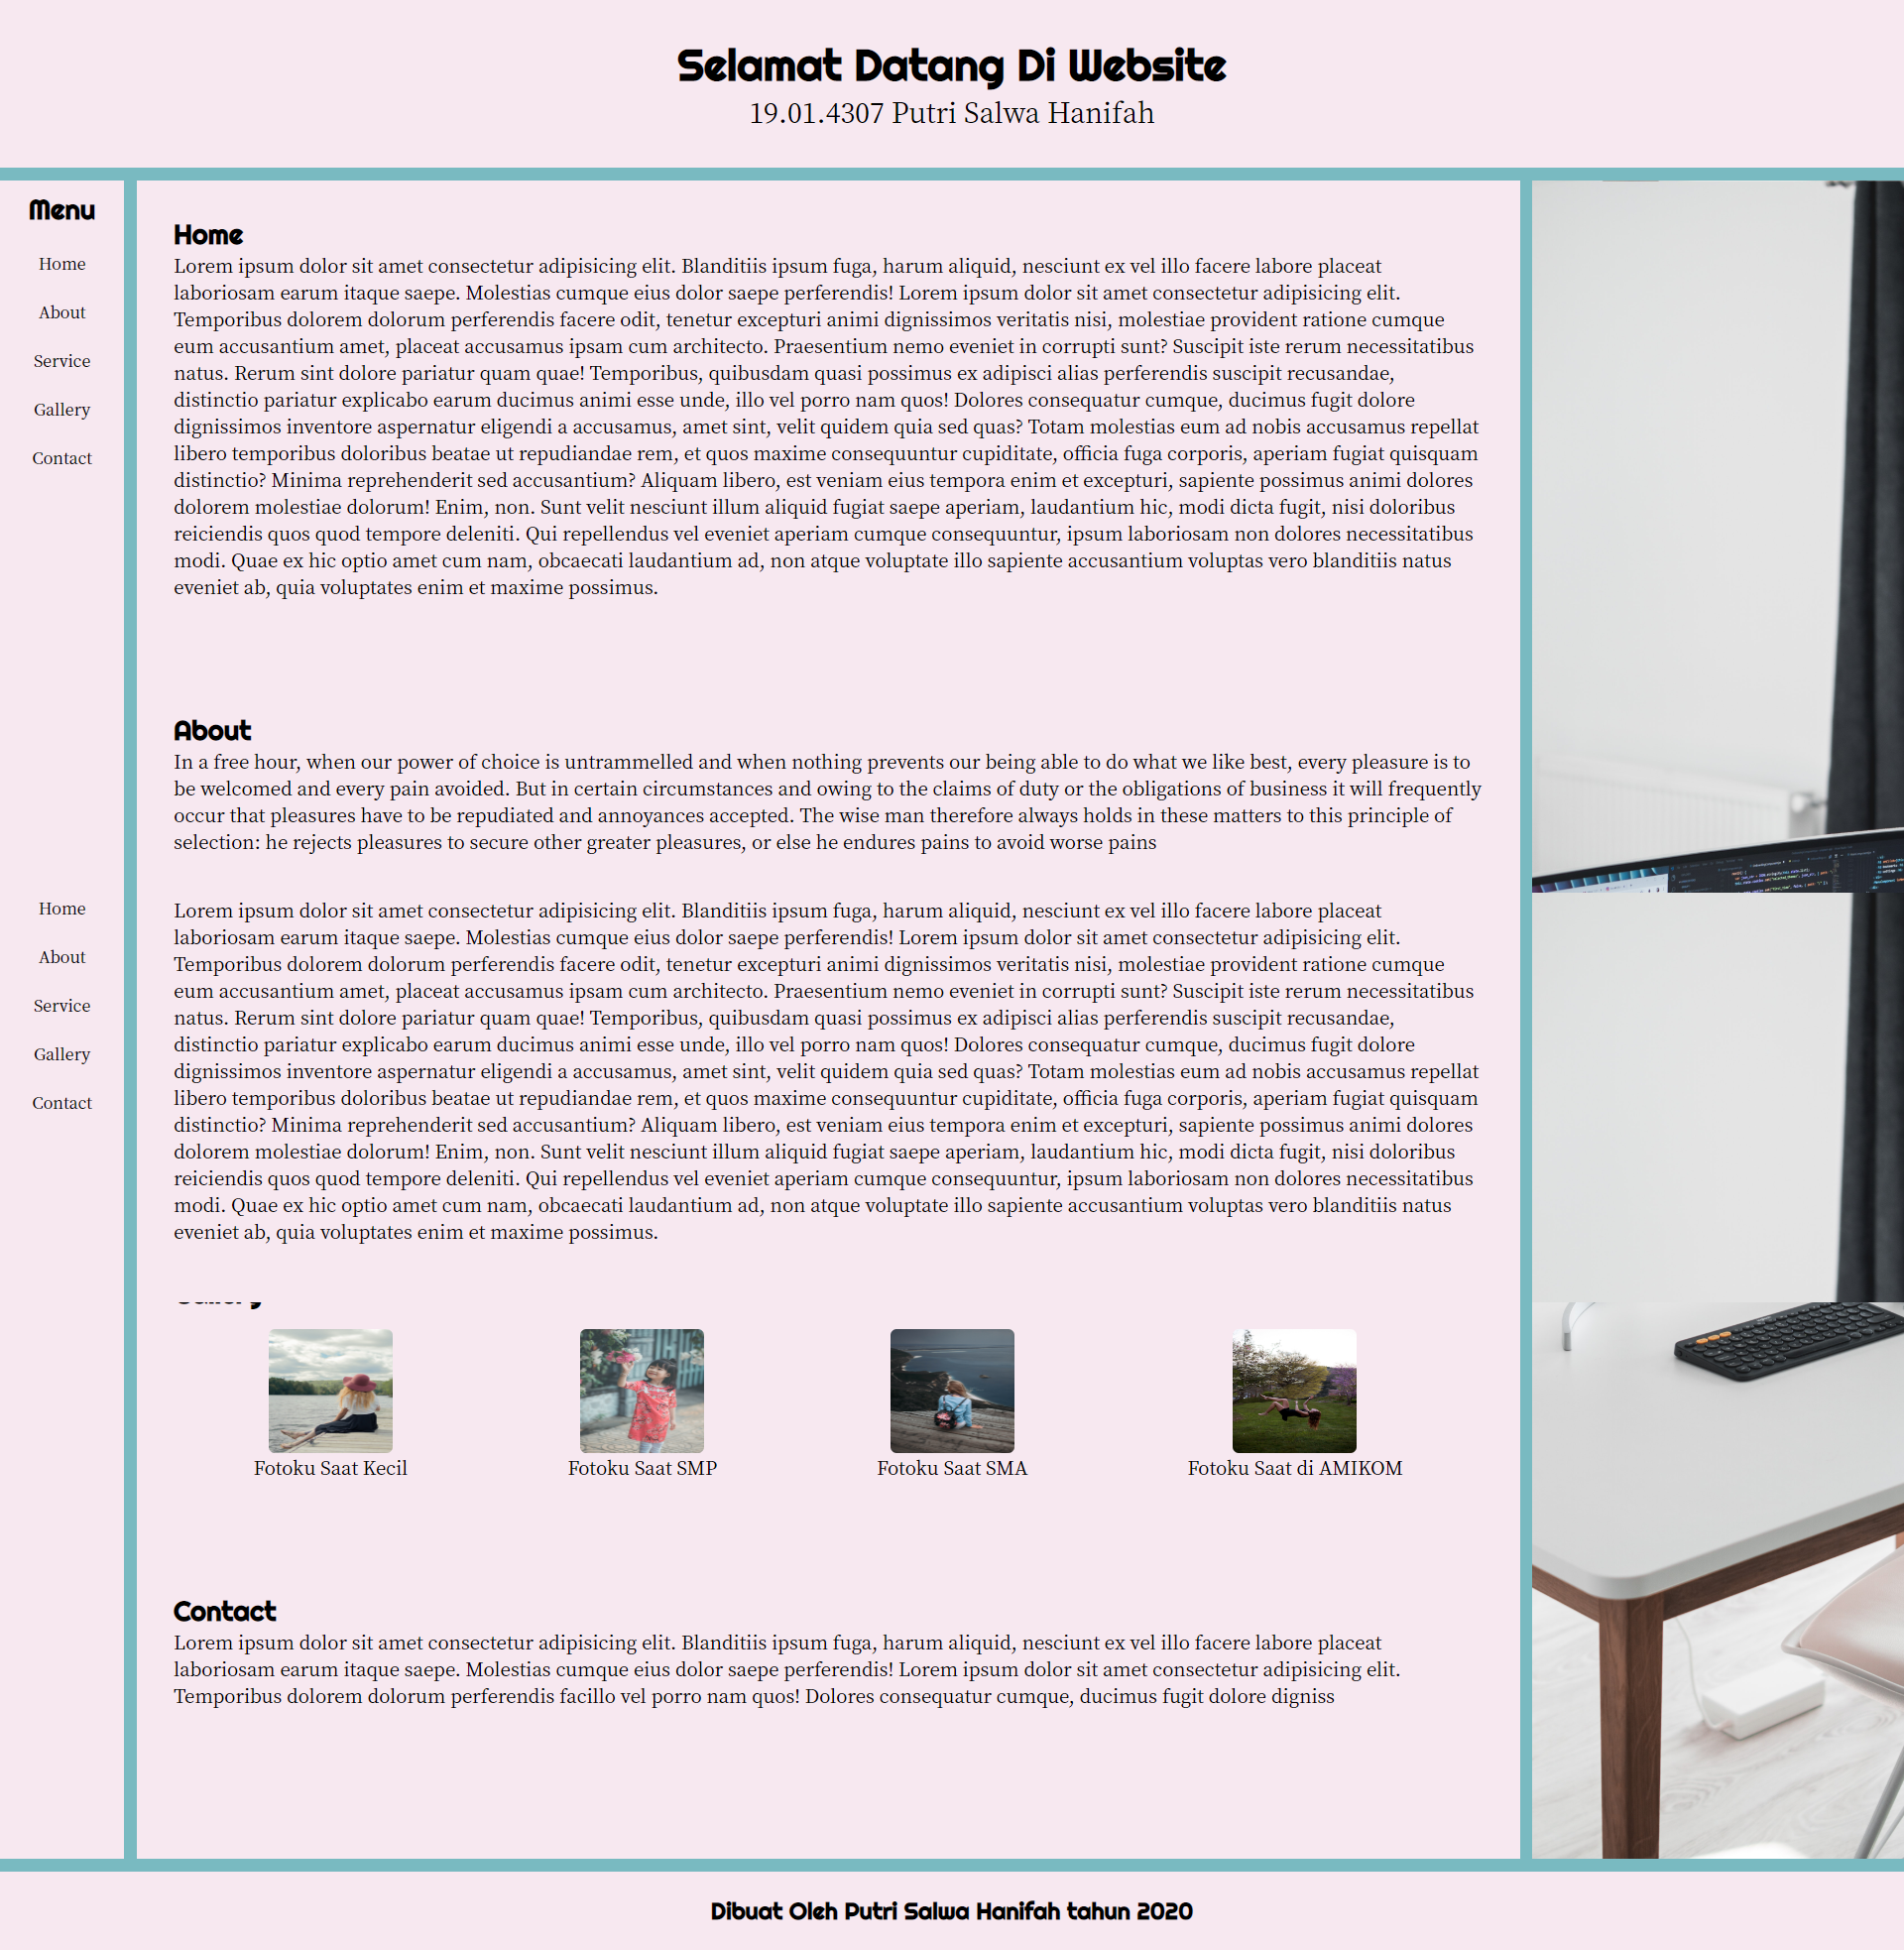 Selamat Datang Di Website
19.01.4307 Putri Salwa Hanifah
Menu
Home
About
Service
Gallery
Contact
Home
Lorem ipsum dolor sit amet consectetur adipisicing elit. Blanditiis ipsum fuga, harum aliquid, nesciunt ex vel illo facere labore placeat
laboriosam earum itaque saepe. Molestias cumque eius dolor saepe perferendis! Lorem ipsum dolor sit amet consectetur adipisicing elit.
Temporibus dolorem dolorum perferendis facere odit, tenetur excepturi animi dignissimos veritatis nisi, molestiae provident ratione cumque
eum accusantium amet, placeat accusamus ipsam cum architecto. Praesentium nemo eveniet in corrupti sunt? Suscipit iste rerum necessitatibus
natus. Rerum sint dolore pariatur quam quae! Temporibus, quibusdam quasi possimus ex adipisci alias perferendis suscipit recusandae,
distinctio pariatur explicabo earum ducimus animi esse unde, illo vel porro nam quos! Dolores consequatur cumque, ducimus fugit dolore
dignissimos inventore aspernatur eligendi a accusamus, amet sint, velit quidem quia sed quas? Totam molestias eum ad nobis accusamus repellat
libero temporibus doloribus beatae ut repudiandae rem, et quos maxime consequuntur cupiditate, officia fuga corporis, aperiam fugiat quisquam
distinctio? Minima reprehenderit sed accusantium? Aliquam libero, est veniam eius tempora enim et excepturi, sapiente possimus animi dolores
dolorem molestiae dolorum! Enim, non. Sunt velit nesciunt illum aliquid fugiat saepe aperiam, laudantium hic, modi dicta fugit, nisi doloribus
reiciendis quos quod tempore deleniti. Qui repellendus vel eveniet aperiam cumque consequuntur, ipsum laboriosam non dolores necessitatibus
modi. Quae ex hic optio amet cum nam, obcaecati laudantium ad, non atque voluptate illo sapiente accusantium voluptas vero blanditiis natus
eveniet ab, quia voluptates enim et maxime possimus.
About
In a free hour, when our power of choice is untrammelled and when nothing prevents our being able to do what we like best, every pleasure is to
be welcomed and every pain avoided. But in certain circumstances and owing to the claims of duty or the obligations of business it will frequently
occur that pleasures have to be repudiated and annoyances accepted. The wise man therefore always holds in these matters to this principle of
selection: he rejects pleasures to secure other greater pleasures, or else he endures pains to avoid worse pains
Home
About
Service
Gallery
Contact
Lorem ipsum dolor sit amet consectetur adipisicing elit. Blanditiis ipsum fuga, harum aliquid, nesciunt ex vel illo facere labore placeat
laboriosam earum itaque saepe. Molestias cumque eius dolor saepe perferendis! Lorem ipsum dolor sit amet consectetur adipisicing elit.
Temporibus dolorem dolorum perferendis facere odit, tenetur excepturi animi dignissimos veritatis nisi, molestiae provident ratione cumque
eum accusantium amet, placeat accusamus ipsam cum architecto. Praesentium nemo eveniet in corrupti sunt? Suscipit iste rerum necessitatibus
natus. Rerum sint dolore pariatur quam quae! Temporibus, quibusdam quasi possimus ex adipisci alias perferendis suscipit recusandae,
distinctio pariatur explicabo earum ducimus animi esse unde, illo vel porro nam quos! Dolores consequatur cumque, ducimus fugit dolore
dignissimos inventore aspernatur eligendi a accusamus, amet sint, velit quidem quia sed quas? Totam molestias eum ad nobis accusamus repellat
libero temporibus doloribus beatae ut repudiandae rem, et quos maxime consequuntur cupiditate, officia fuga corporis, aperiam fugiat quisquam
distinctio? Minima reprehenderit sed accusantium? Aliquam libero, est veniam eius tempora enim et excepturi, sapiente possimus animi dolores
dolorem molestiae dolorum! Enim, non. Sunt velit nesciunt illum aliquid fugiat saepe aperiam, laudantium hic, modi dicta fugit, nisi doloribus
reiciendis quos quod tempore deleniti. Qui repellendus vel eveniet aperiam cumque consequuntur, ipsum laboriosam non dolores necessitatibus
modi. Quae ex hic optio amet cum nam, obcaecati laudantium ad, non atque voluptate illo sapiente accusantium voluptas vero blanditiis natus
eveniet ab, quia voluptates enim et maxime possimus.
Fotoku Saat Kecil
Fotoku Saat SMP
Fotoku Saat SMA
Fotoku Saat di AMIKOM
Contact
Lorem ipsum dolor sit amet consectetur adipisicing elit. Blanditiis ipsum fuga, harum aliquid, nesciunt ex vel illo facere labore placeat
laboriosam earum itaque saepe. Molestias cumque eius dolor saepe perferendis! Lorem ipsum dolor sit amet consectetur adipisicing elit.
Temporibus dolorem dolorum perferendis facillo vel porro nam quos! Dolores consequatur cumque, ducimus fugit dolore digniss
Dibuat Oleh Putri Salwa Hanifah tahun 2020